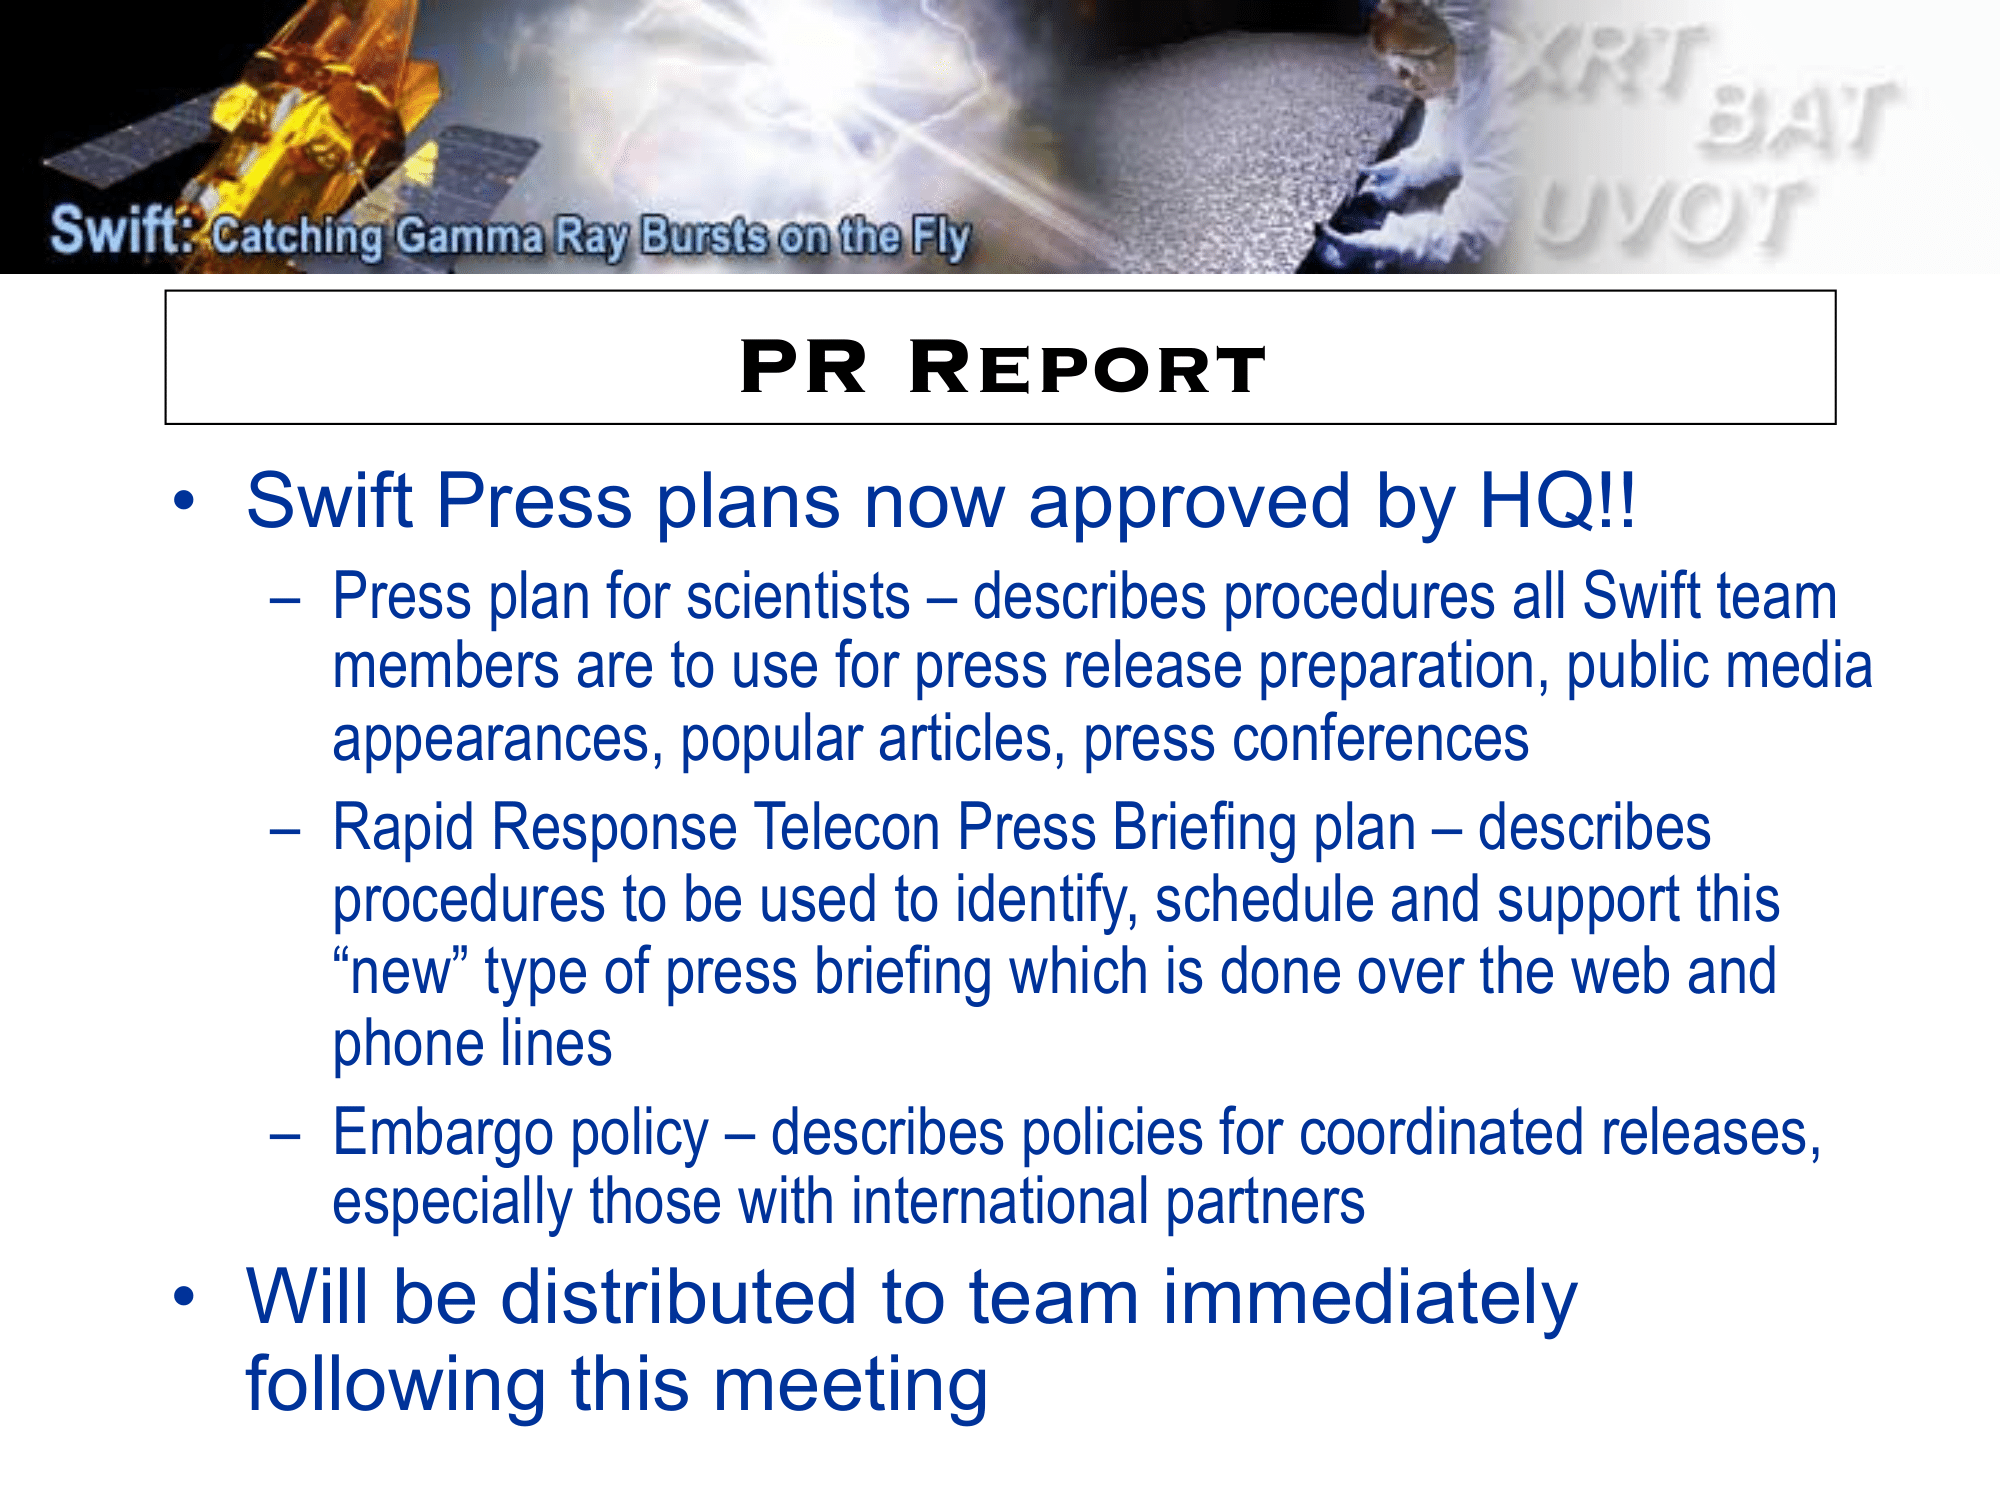 XRT
BAT
UVOT
Swift: Catching Gamma Ray Bursts on the Fly
PR REPORT
• Swift Press plans now approved by HQ!!
– Press plan for scientists – describes procedures all Swift team
members are to use for press release preparation, public media
appearances, popular articles, press conferences
– Rapid Response Telecon Press Briefing plan – describes
procedures to be used to identify, schedule and support this
“new” type of press briefing which is done over the web and
phone lines
– Embargo policy – describes policies for coordinated releases,
especially those with international partners
• Will be distributed to team immediately
following this meeting